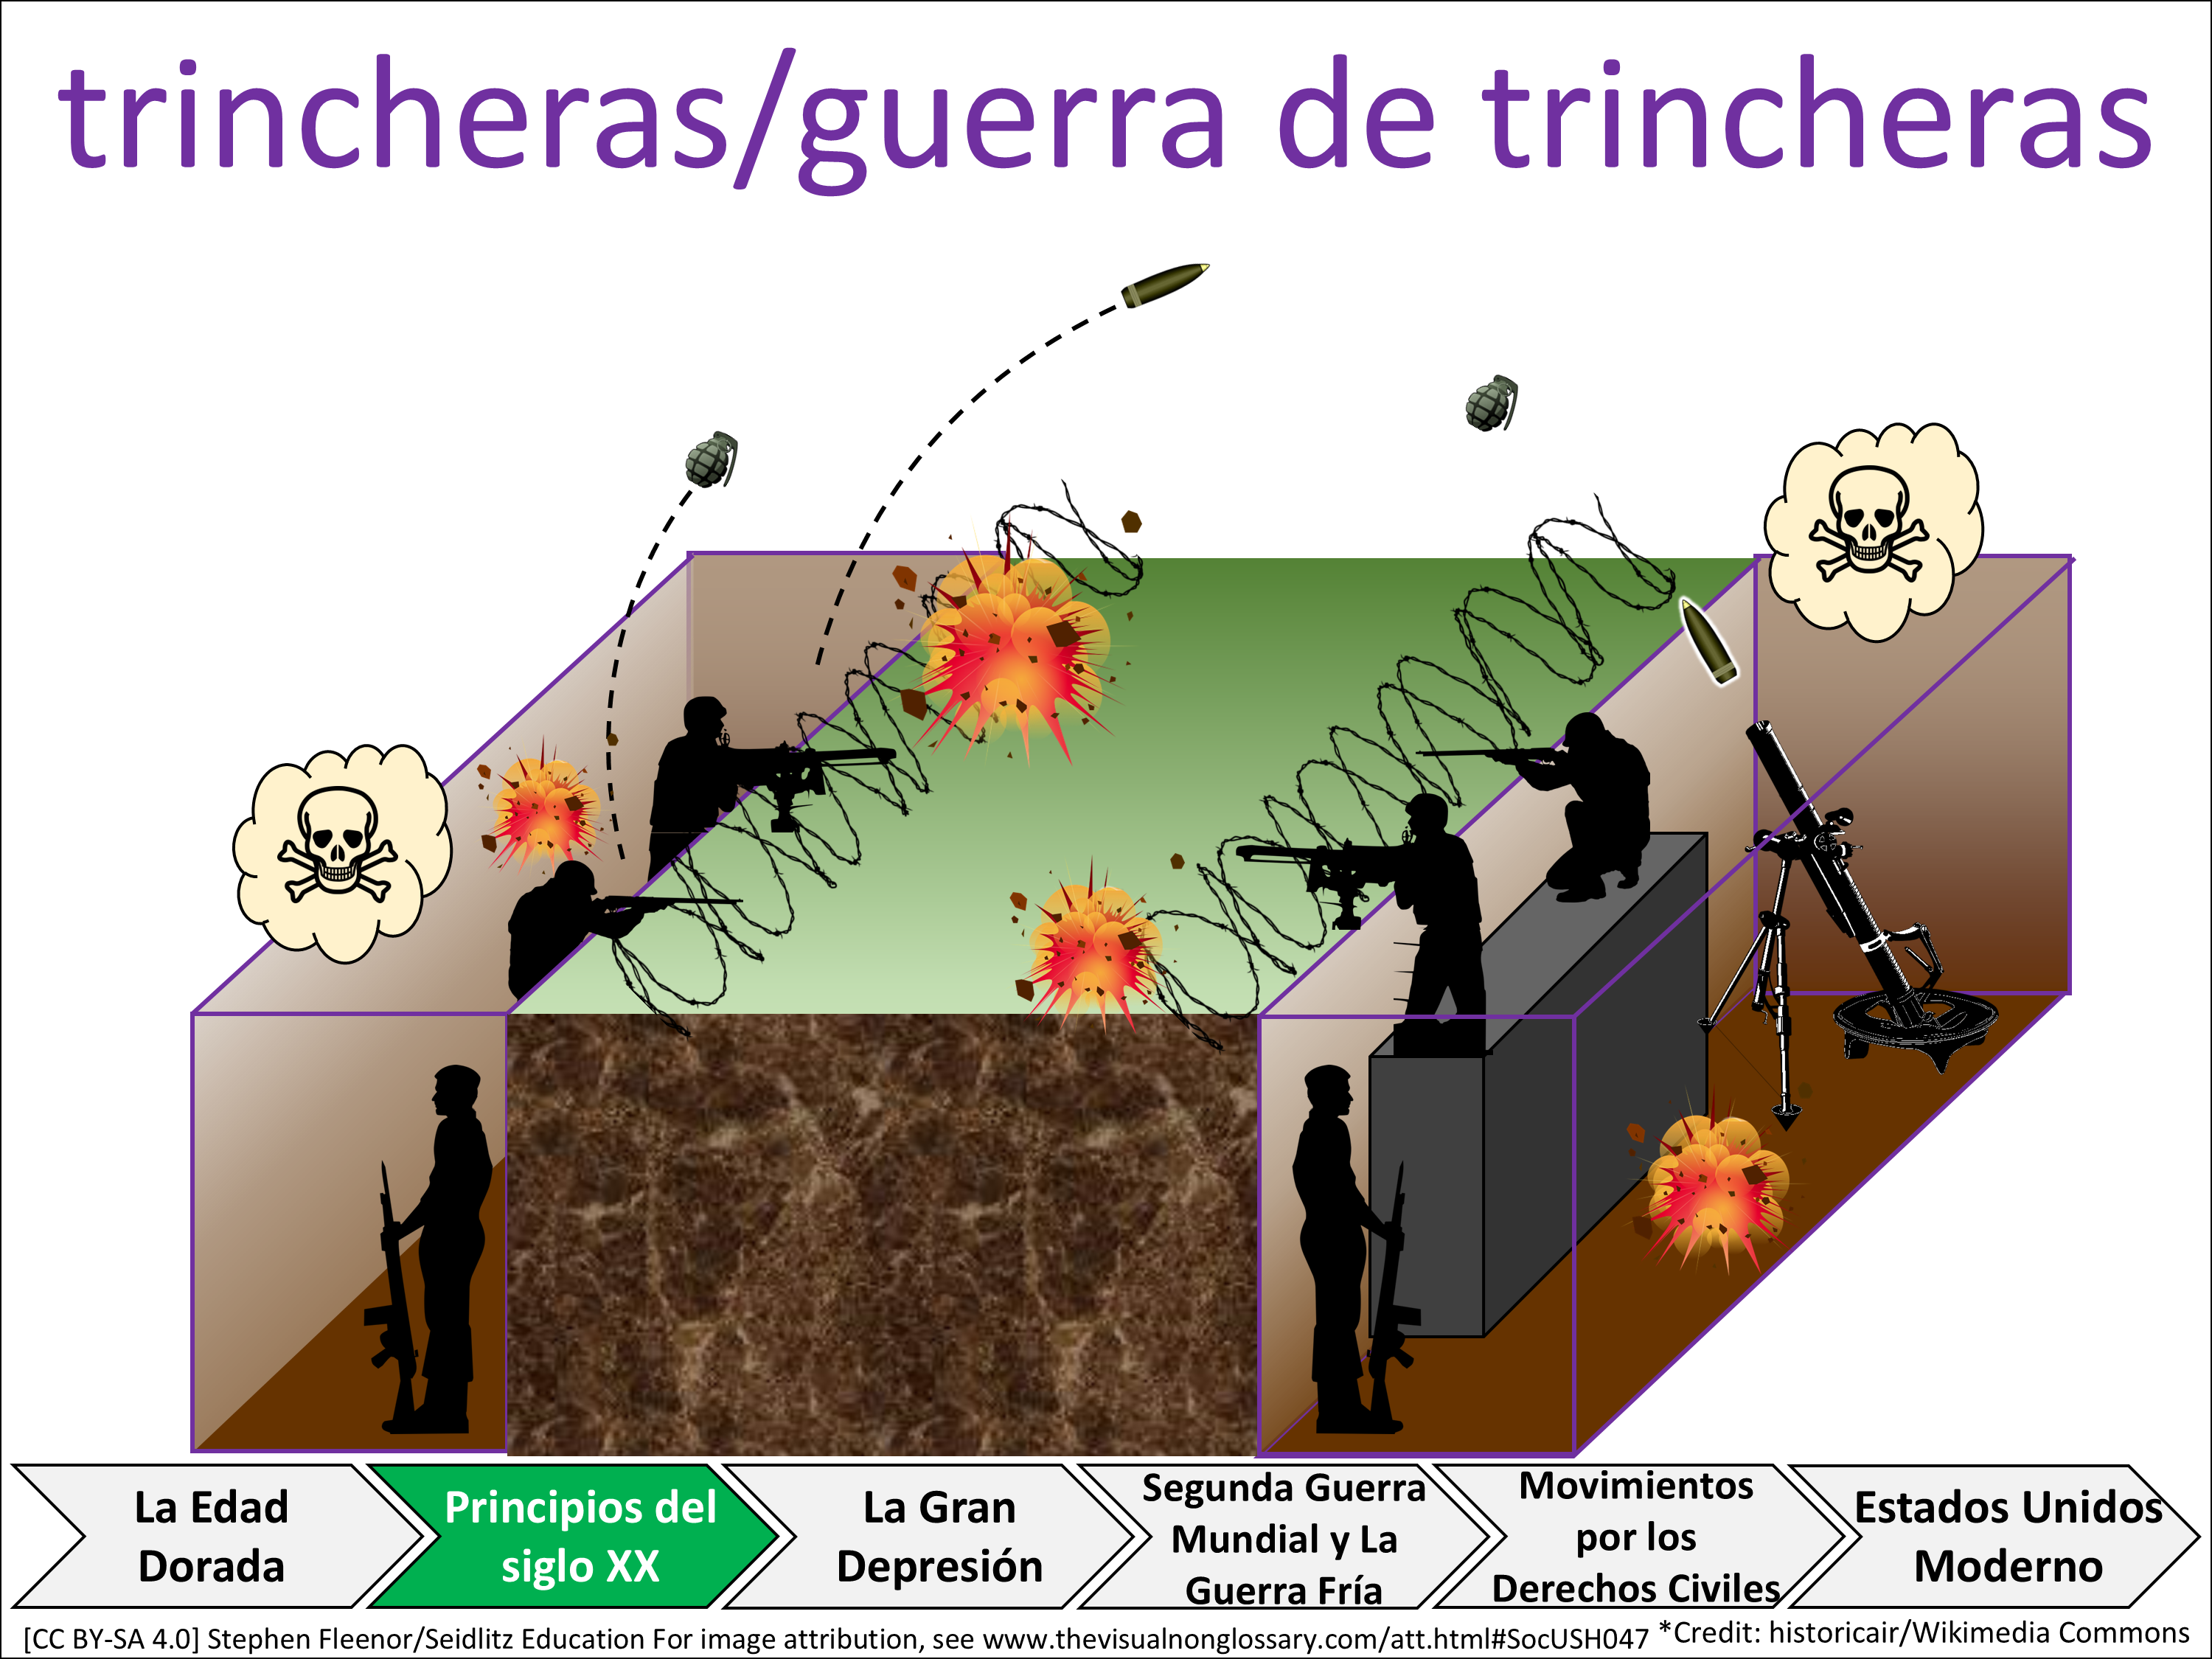 trincheras/guerra de trincheras
La Edad
Dorada
Principios del
siglo XX
La Gran
Depresión
Segunda Guerra
Mundial y La
Guerra Fría
Movimientos
por los
Derechos Civiles
Estados Unidos
Moderno
[CC BY-SA 4.0] Stephen Fleenor/Seidlitz Education For image attribution, see www.thevisualnonglossary.com/att.html#SocUSH047 *Credit: historicair/Wikimedia Commons